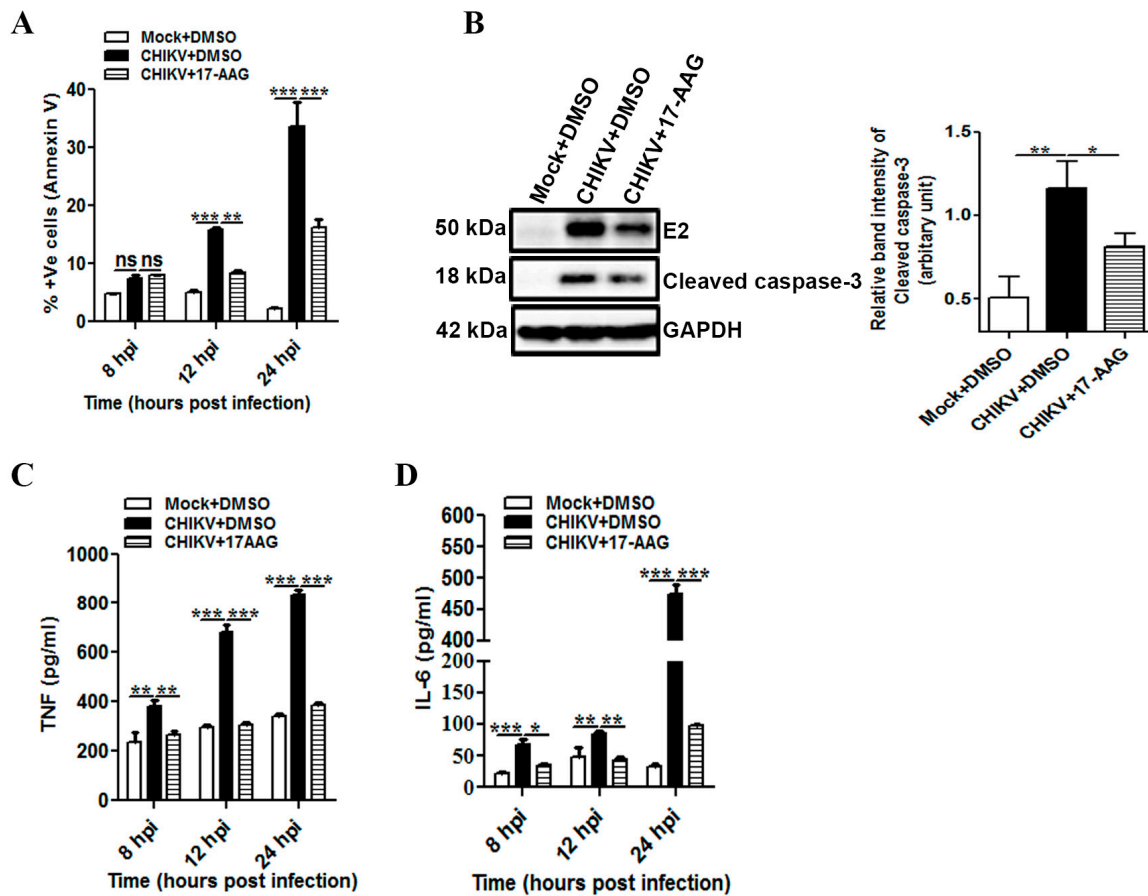 A
Mock+DMSO
CHIKV+DMSO
CHIKV+17-AAG
% +Ve cells (Annexin V)
40
30
20
10
0
ns ns
*** **
*** ***
8 hpi
12 hpi
24 hpi
Time (hours post infection)
B
Mock+DMSO
CHIKV+DMSO
CHIKV+17-AAG
50 kDa
E2
18 kDa
Cleaved caspase-3
42 kDa
GAPDH
Relative band intensity of
Cleaved caspase-3
(arbitary unit)
1.5
1.0
0.5
** *
Mock+DMSO
CHIKV+DMSO
CHIKV+17-AAG
C
Mock+DMSO
CHIKV+DMSO
CHIKV+17AAG
TNF (pg/ml)
1000
800
600
400
200
0
** **
*** ***
*** ***
8 hpi
12 hpi
24 hpi
Time (hours post infection)
D
Mock+DMSO
CHIKV+DMSO
CHIKV+17-AAG
IL-6 (pg/ml)
600
550
500
450
400
200
150
100
50
0
*** *
** **
*** ***
8 hpi
12 hpi
24 hpi
Time (hours post infection)